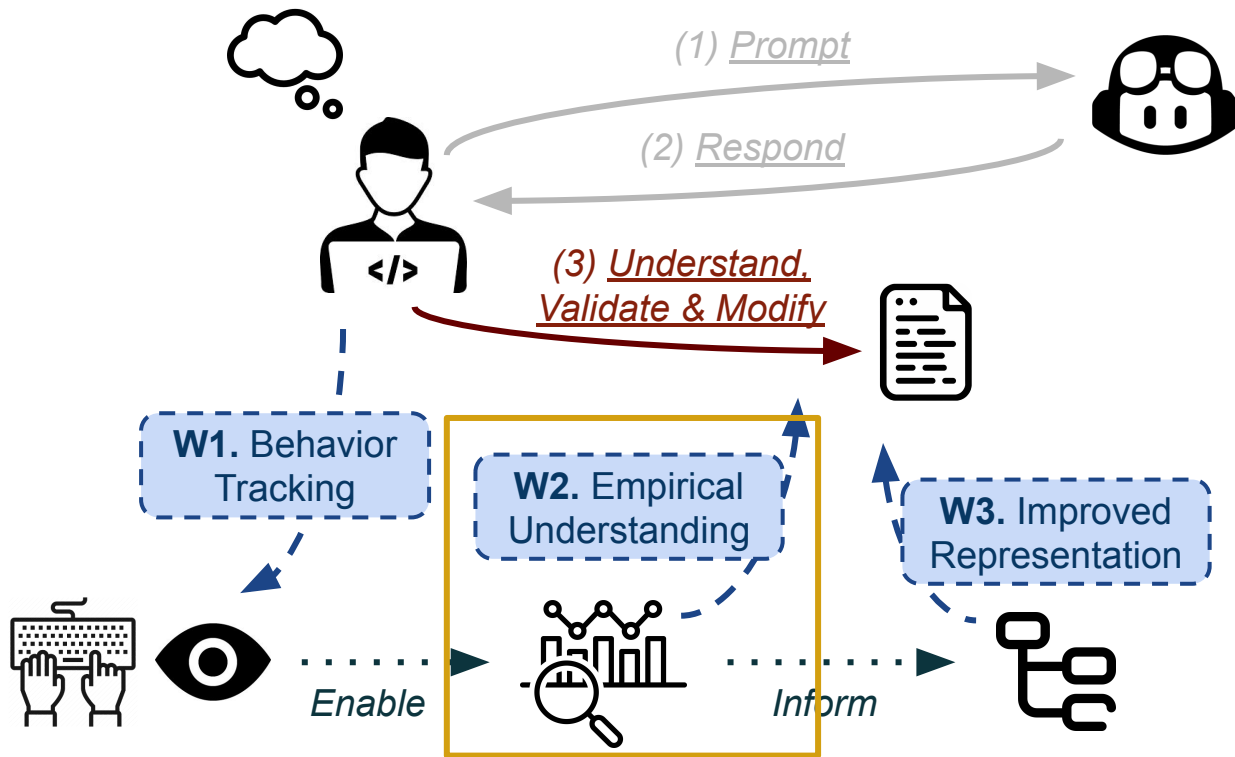 (1) Prompt
(2) Respond
</>
(3) Understand,
Validate & Modify
W1. Behavior
Tracking
W2. Empirical
Understanding
W3. Improved
Representation
Enable
Inform